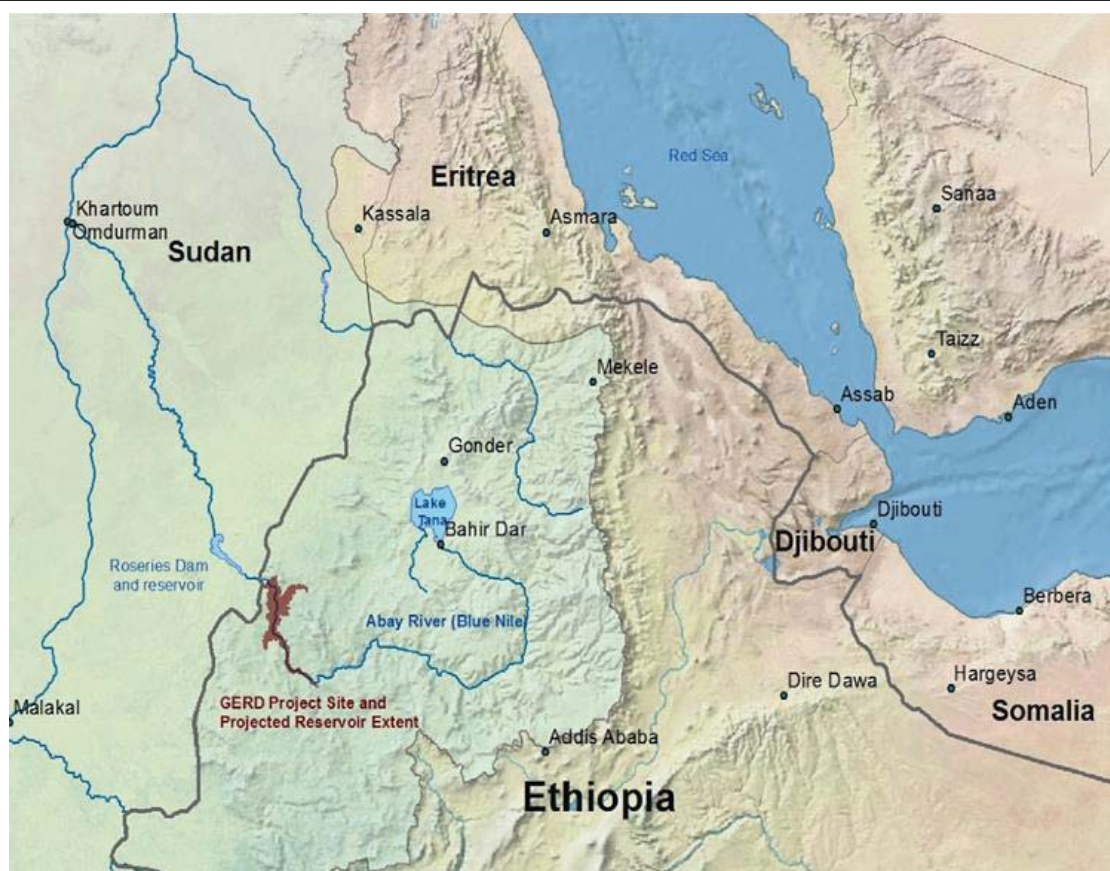 Red Sea
Eritrea
Sanaa
Khartoum
Omdurman
Kassala
Asmara
Sudan
Taizz
Mekele
Assab
Aden
Gonder
Lake
Tana
Bahir Dar
Djibouti
Djibouti
Roseries Dam
and reservoir
Berbera
Abay River (Blue Nile)
Hargeysa
Dire Dawa
GERD Project Site and
Projected Reservoir Extent
Malakal
Somalia
Addis Ababa
Ethiopia